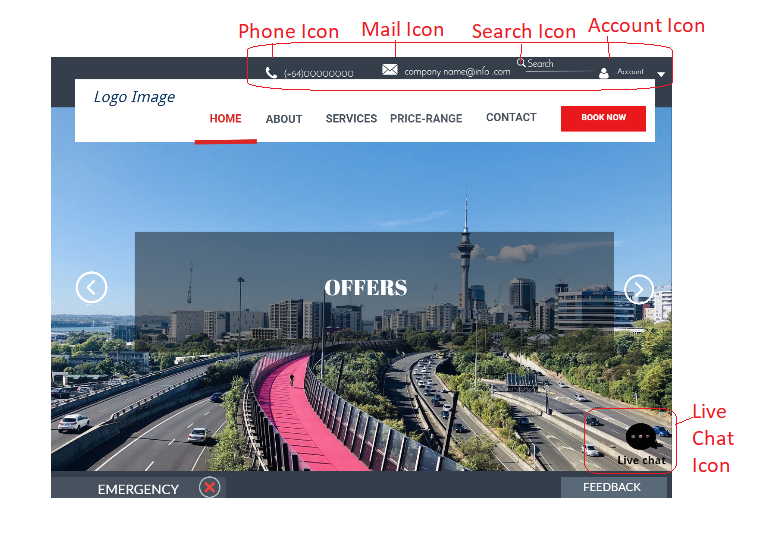 Phone Icon Mail Icon Search Icon Account Icon
(+64)00000000 company name@info .com Search Account
Logo Image
HOME ABOUT SERVICES PRICE-RANGE CONTACT BOOK NOW
OFFERS
Live
Chat
Icon
Live chat
EMERGENCY FEEDBACK